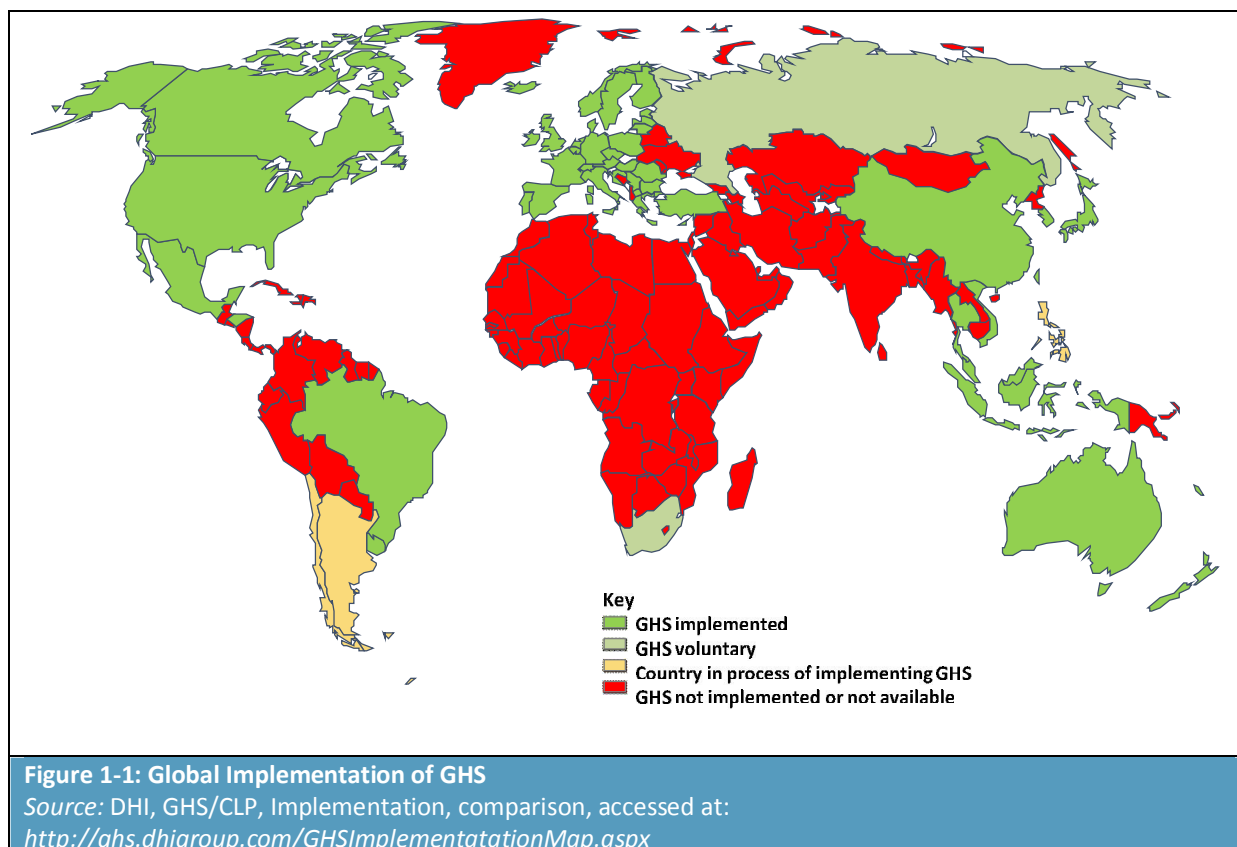 Key
GHS implemented
GHS voluntary
Country in process of implementing GHS
GHS not implemented or not available
Figure 1-1: Global Implementation of GHS
Source: DHI, GHS/CLP, Implementation, comparison, accessed at:
http://ghs.dhigroup.com/GHSImplementatationMap.aspx